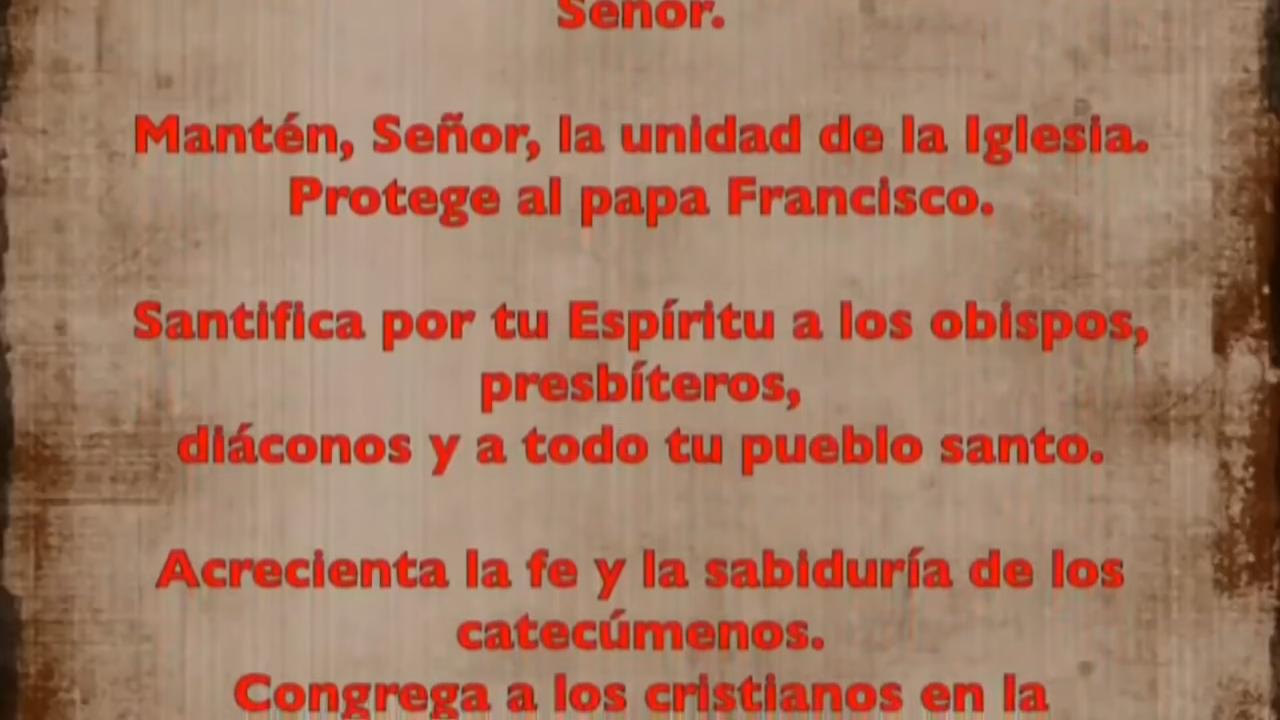 Señor.
Mantén, Señor, la unidad de la Iglesia.
Protege al papa Francisco.
Santifica por tu Espíritu a los obispos,
presbíteros,
diáconos y a todo tu pueblo santo.
Acrecienta la fe y la sabiduría de los
catecúmenos.
Congrega a los cristianos en la